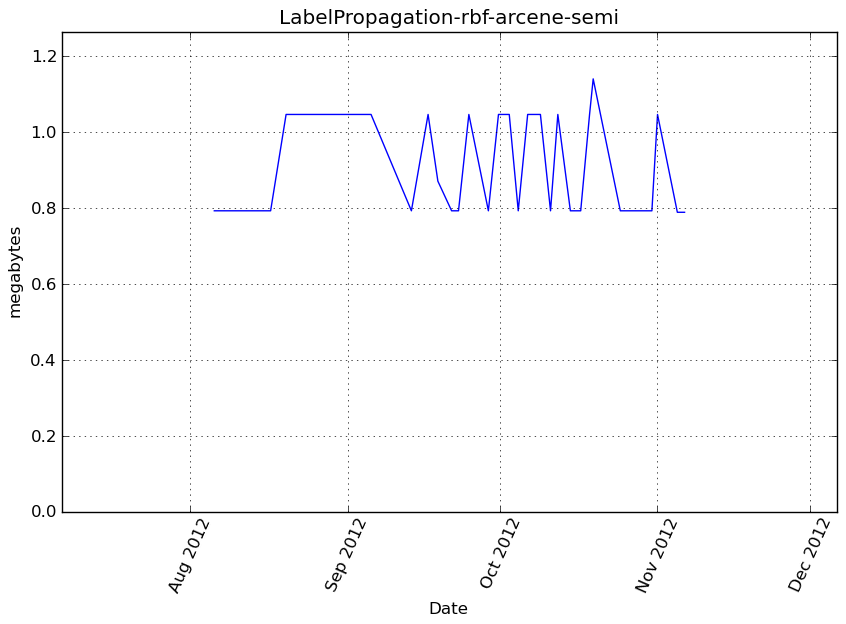 LabelPropagation-rbf-arcene-semi
1.2
1.0
0.8
0.6
0.4
0.2
0.0
megabytes
Aug 2012
Sep 2012
Oct 2012
Nov 2012
Dec 2012
Date